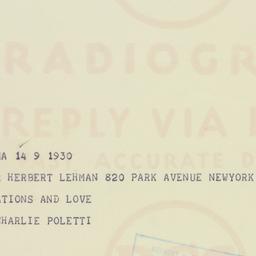 RADIOGR
REPLY VIA
ACCURATE D
14 9 1930
HERBERT LEHMAN 820 PARK AVENUE NEWYORK
ATIONS AND LOVE
CHARLIE POLETTI